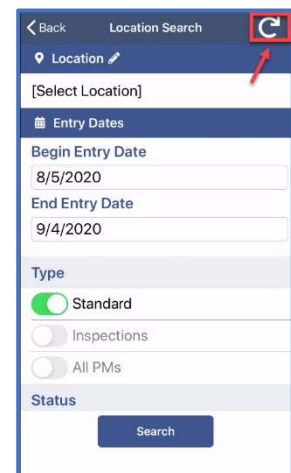 Back Location Search
Location
[Select Location]
Entry Dates
Begin Entry Date
8/5/2020
End Entry Date
9/4/2020
Type
Standard
Inspections
All PMs
Status
Search